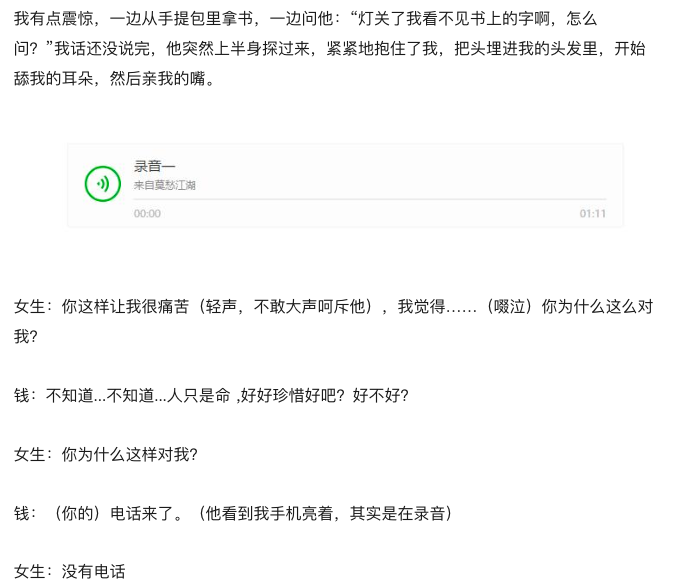 我有点震惊，一边从手提包里拿书，一边问他：“灯关了我看不见书上的字啊，怎么
问？”我话还没说完，他突然上半身探过来，紧紧地抱住了我，把头埋进我的头发里，开始
舔我的耳朵，然后亲我的嘴。
录音一
来自莫愁江湖
00:00 01:11
女生：你这样让我很痛苦（轻声，不敢大声呵斥他），我觉得……（啜泣）你为什么这么对
我？
钱：不知道...不知道...人只是命 ,好好珍惜好吧？好不好？
女生：你为什么这样对我？
钱：（你的）电话来了。（他看到我手机亮着，其实是在录音）
女生：没有电话